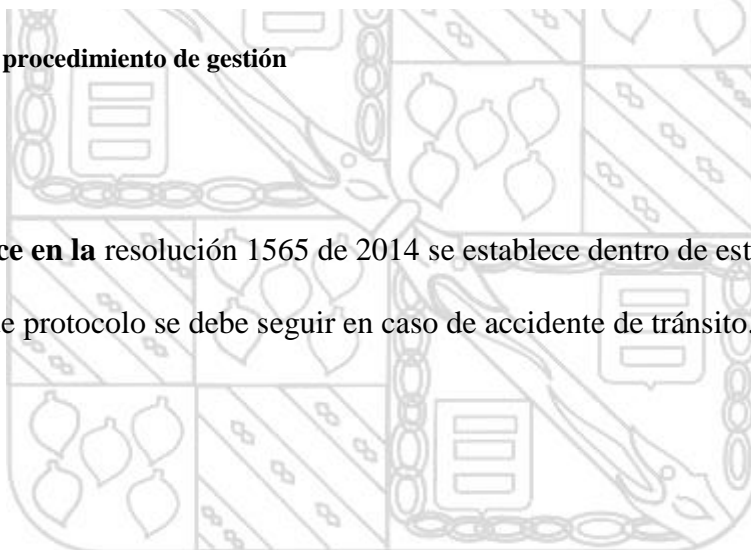 procedimiento de gestión
ce en la resolución 1565 de 2014 se establece dentro de est
e protocolo se debe seguir en caso de accidente de tránsito.